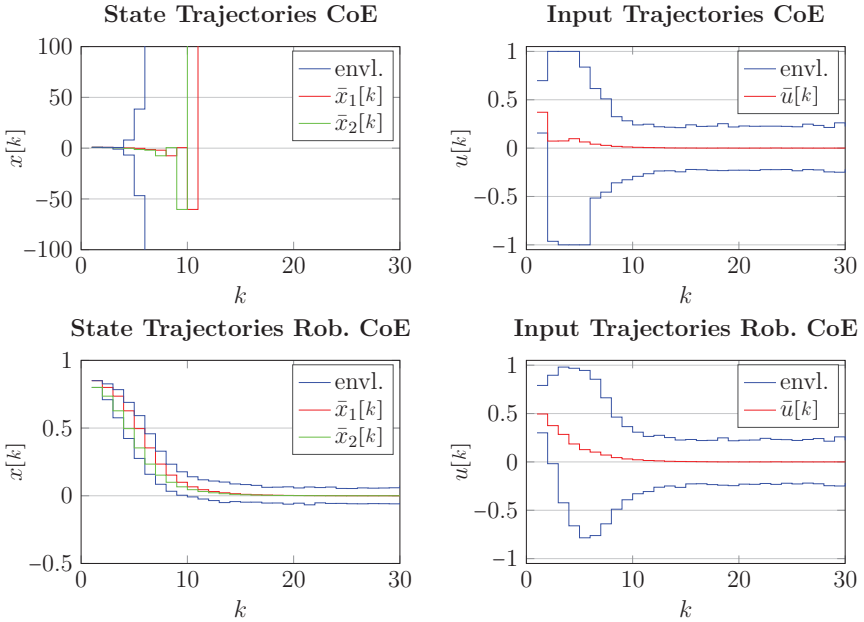 State Trajectories CoE
Input Trajectories CoE
100
50
0
−50
−100
0
10
20
30
x[k]
k
envl.
x̄₁[k]
x̄₂[k]
1
0.5
0
−0.5
−1
0
10
20
30
u[k]
k
envl.
ū[k]
State Trajectories Rob. CoE
Input Trajectories Rob. CoE
1
0.5
0
−0.5
0
10
20
30
x[k]
k
envl.
x̄₁[k]
x̄₂[k]
1
0.5
0
−0.5
−1
0
10
20
30
u[k]
k
envl.
ū[k]